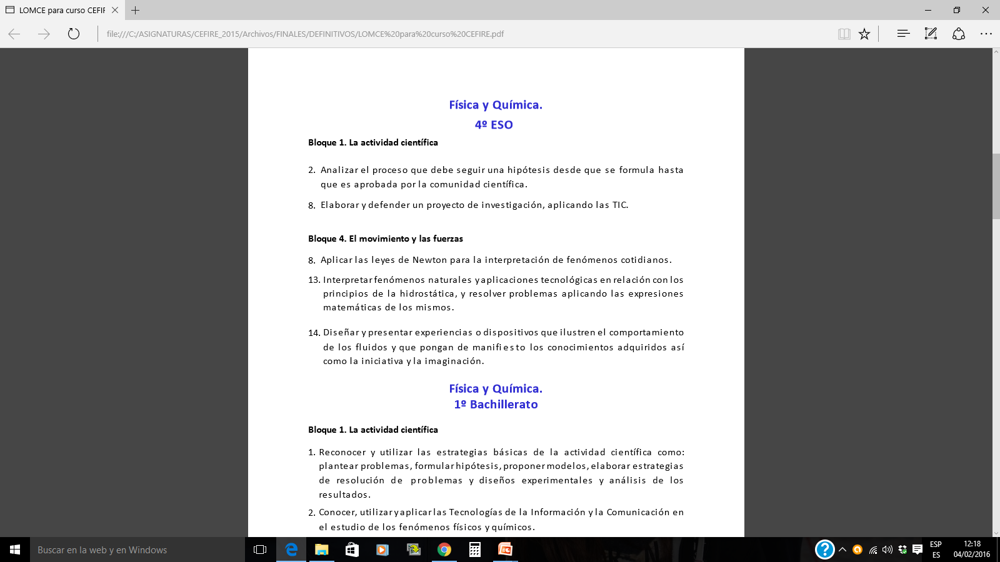 LOMCE para curso CEFIR
file:///C:/ASIGNATURAS/CEFIRE_2015/Archivos/FINALES/DEFINITIVOS/LOMCE%20para%20curso%20CEFIRE.pdf
Física y Química.
4º ESO
Bloque 1. La actividad científica
2. Analizar el proceso que debe seguir una hipótesis desde que se formula hasta
que es aprobada por la comunidad científica.
8. Elaborar y defender un proyecto de investigación, aplicando las TIC.
Bloque 4. El movimiento y las fuerzas
8. Aplicar las leyes de Newton para la interpretación de fenómenos cotidianos.
13. Interpretar fenómenos naturales y aplicaciones tecnológicas en relación con los
principios de la hidrostática, y resolver problemas aplicando las expresiones
matemáticas de los mismos.
14. Diseñar y presentar experiencias o dispositivos que ilustren el comportamiento
de los fluidos y que pongan de manifiesto los conocimientos adquiridos así
como la iniciativa y la imaginación.
Física y Química.
1º Bachillerato
Bloque 1. La actividad científica
1. Reconocer y utilizar las estrategias básicas de la actividad científica como:
plantear problemas, formular hipótesis, proponer modelos, elaborar estrategias
de resolución de problemas y diseños experimentales y análisis de los
resultados.
2. Conocer, utilizar y aplicar las Tecnologías de la Información y la Comunicación en
el estudio de los fenómenos físicos y químicos.
Buscar en la web y en Windows
ESP
ES
12:18
04/02/2016